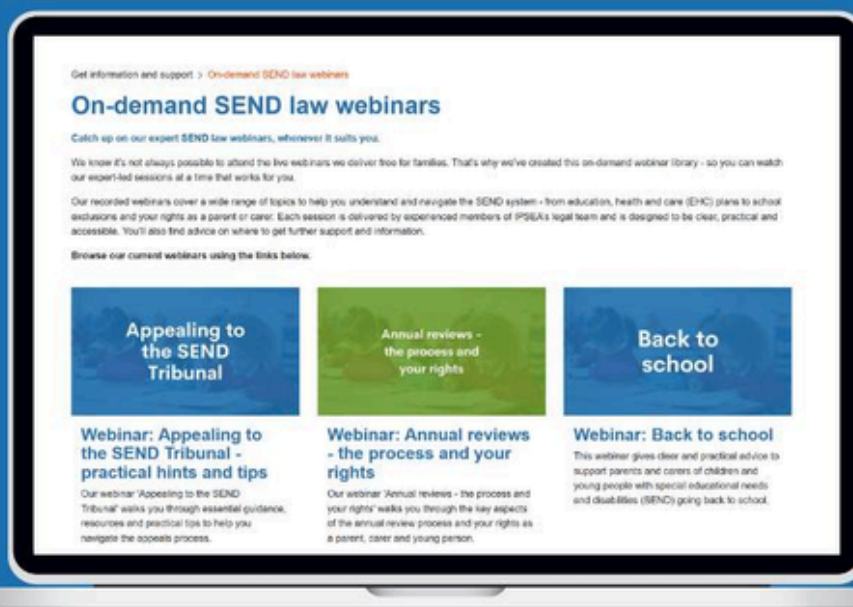 Get information and support > On-demand SEND law webinars
On-demand SEND law webinars
Catch up on our expert SEND law webinars, whenever it suits you.
We know it's not always possible to attend the live webinars we deliver free for families. That's why we've created this on-demand webinar library - so you can watch
our expert-led sessions at a time that works for you.
Our recorded webinars cover a wide range of topics to help you understand and navigate the SEND system - from education, health and care (EHC) plans to school
exclusions and your rights as a parent or carer. Each session is delivered by experienced members of IPSEA's legal team and is designed to be clear, practical and
accessible. You'll also find advice on where to get further support and information.
Browse our current webinars using the links below.
Appealing to
the SEND
Tribunal
Webinar: Appealing to
the SEND Tribunal -
practical hints and tips
Our webinar 'Appealing to the SEND
Tribunal' walks you through essential guidance,
resources and practical tips to help you
navigate the appeals process.
Annual reviews -
the process and
your rights
Webinar: Annual reviews
- the process and your
rights
Our webinar 'Annual reviews - the process and
your rights' walks you through the key aspects
of the annual review process and your rights as
a parent, carer and young person.
Back to
school
Webinar: Back to school
This webinar gives clear and practical advice to
support parents and carers of children and
young people with special educational needs
and disabilities (SEND) going back to school.